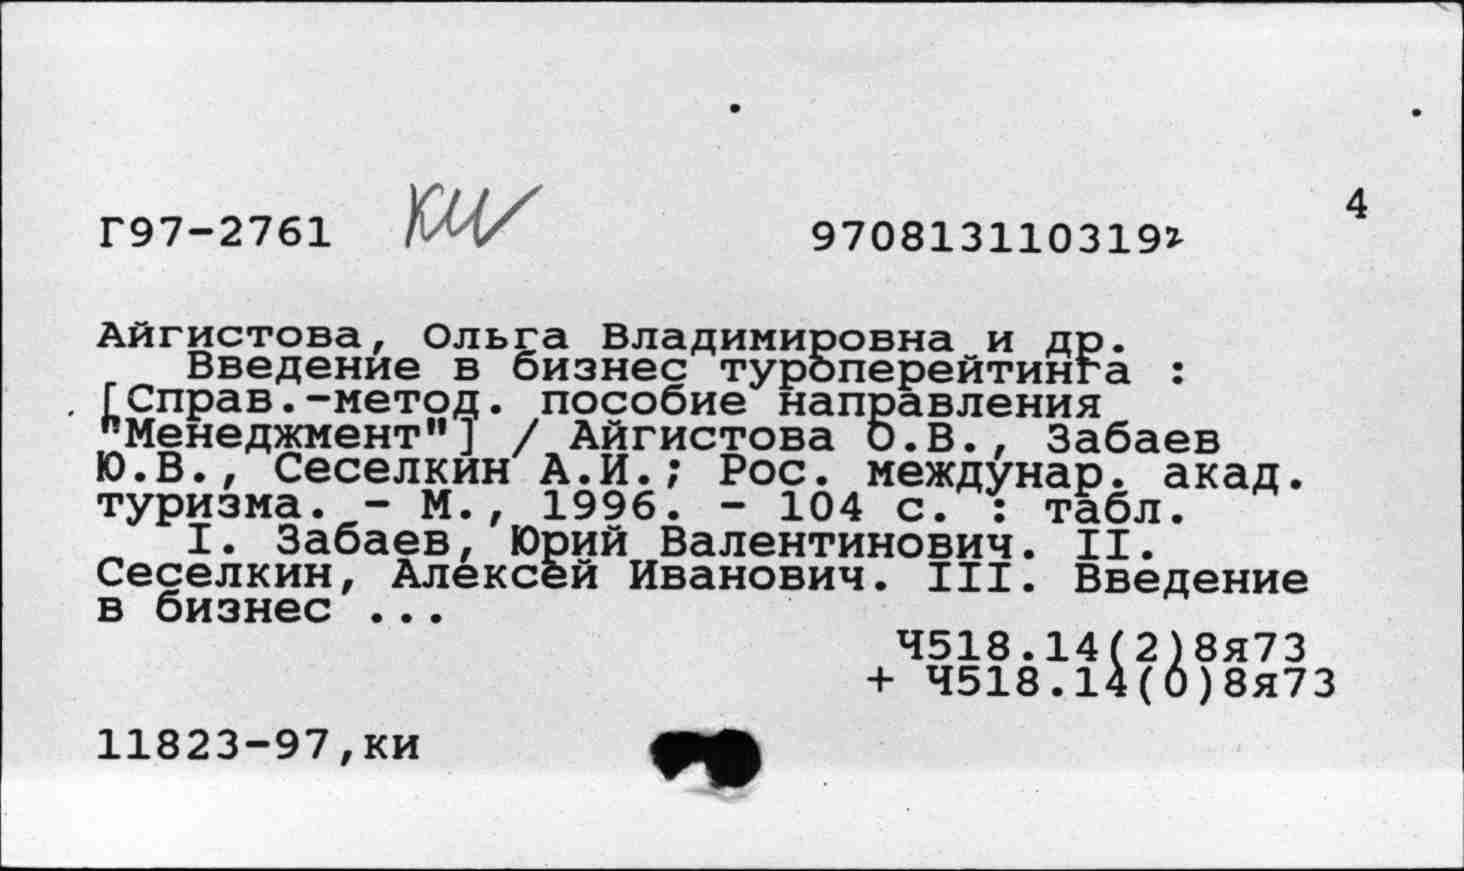 4
Г97-2761 ки 9708131103192
Айгистова, Ольга Владимировна и др.
Введение в бизнес туроперейтинга :
[Справ.-метод. пособие направления
"Менеджмент"] / Айгистова О.В., Забаев
Ю.В., Сеселкин А.И.; Рос. междунар. акад.
туризма. - М., 1996. - 104 с. : табл.
I. Забаев, Юрий Валентинович. II.
Сеселкин, Алексей Иванович. III. Введение
в бизнес ...
Ч518.14(2)8я73
+ Ч518.14(0)8я73
11823-97,ки